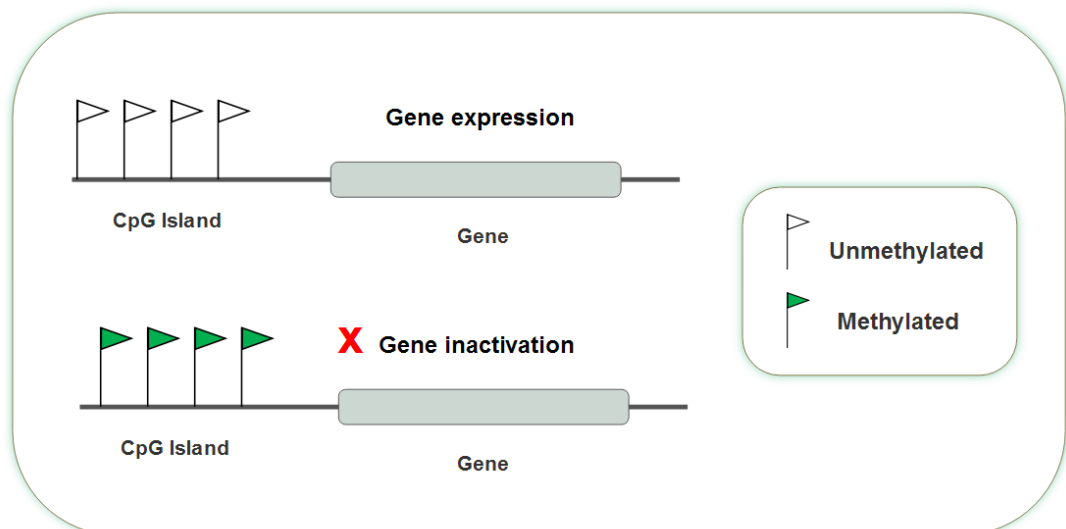 Gene expression
CpG Island
Gene
X Gene inactivation
CpG Island
Gene
Unmethylated
Methylated